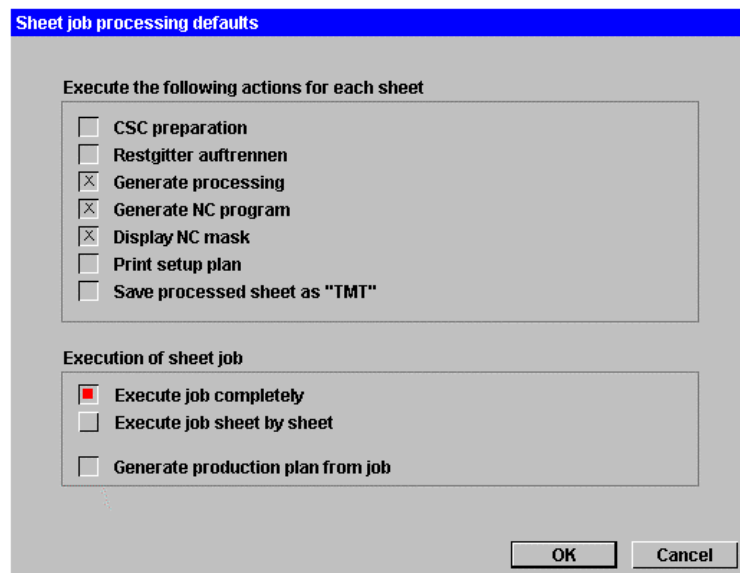 Sheet job processing defaults
Execute the following actions for each sheet
CSC preparation
Restgitter auftrennen
Generate processing
Generate NC program
Display NC mask
Print setup plan
Save processed sheet as "TMT"
Execution of sheet job
Execute job completely
Execute job sheet by sheet
Generate production plan from job
OK Cancel